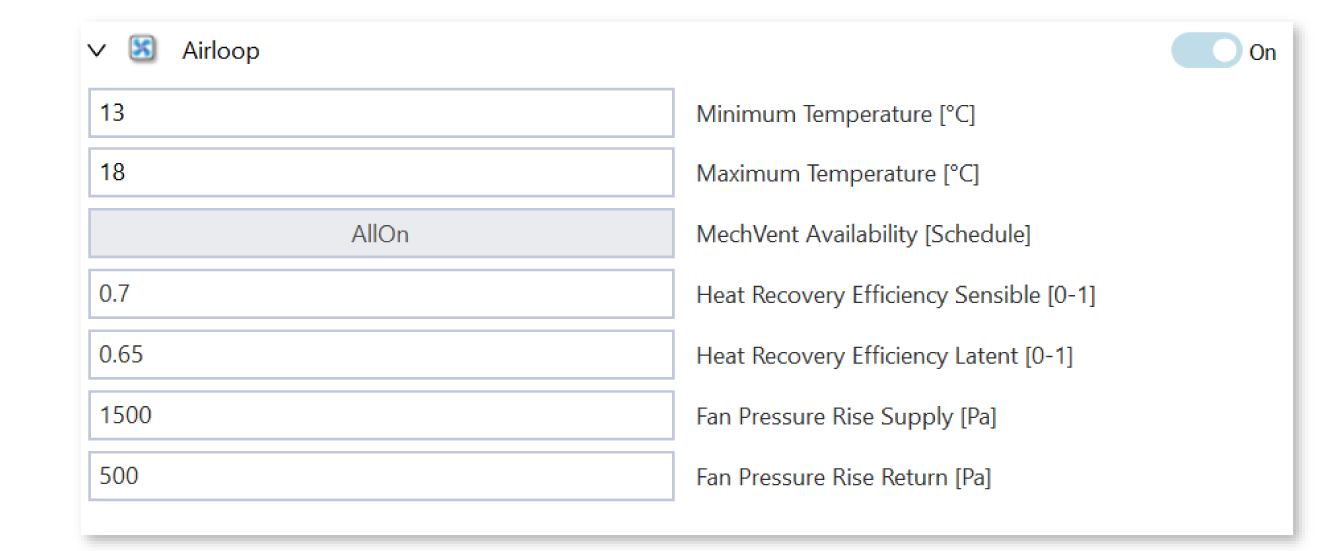 Airloop On
13 Minimum Temperature [°C]
18 Maximum Temperature [°C]
AllOn MechVent Availability [Schedule]
0.7 Heat Recovery Efficiency Sensible [0-1]
0.65 Heat Recovery Efficiency Latent [0-1]
1500 Fan Pressure Rise Supply [Pa]
500 Fan Pressure Rise Return [Pa]